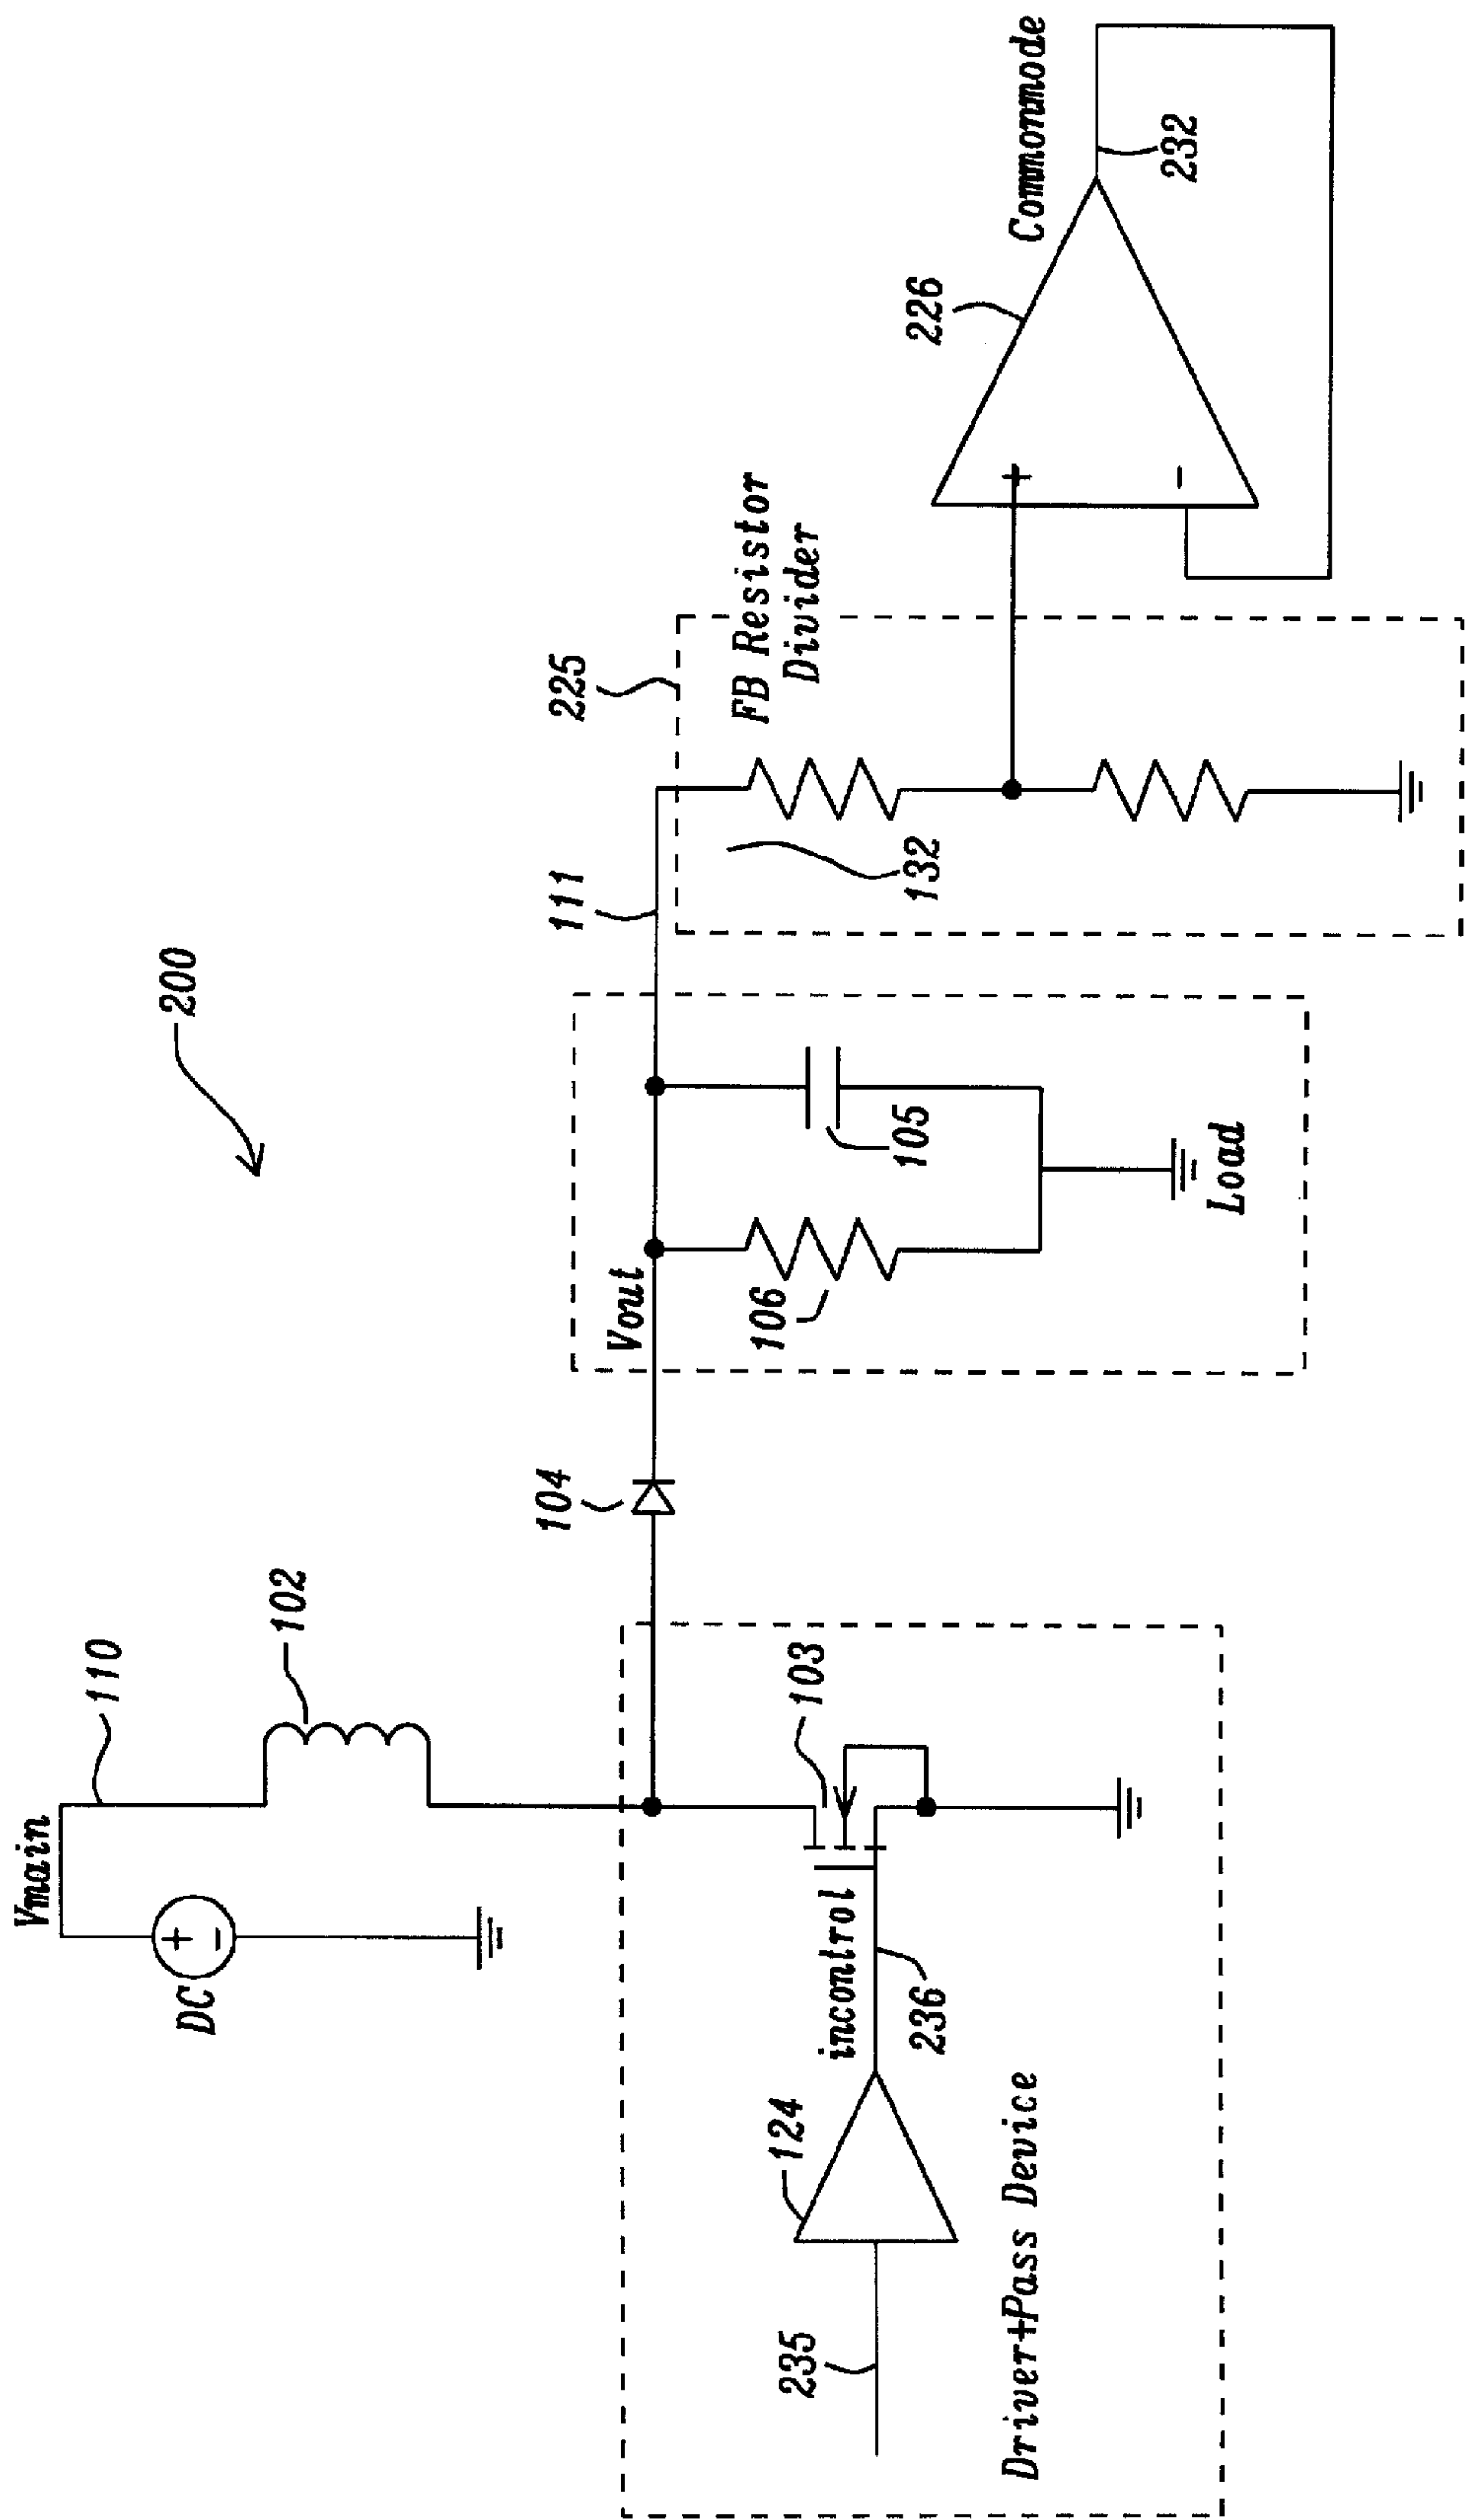 200
Vmain
DC
110
102
104
111
225
Vout
FB Resistor
Divider
132
226
Commonmode
232
106
105
Load
103
incontrol
236
124
235
Driver+Pass Device
+
-
+
-